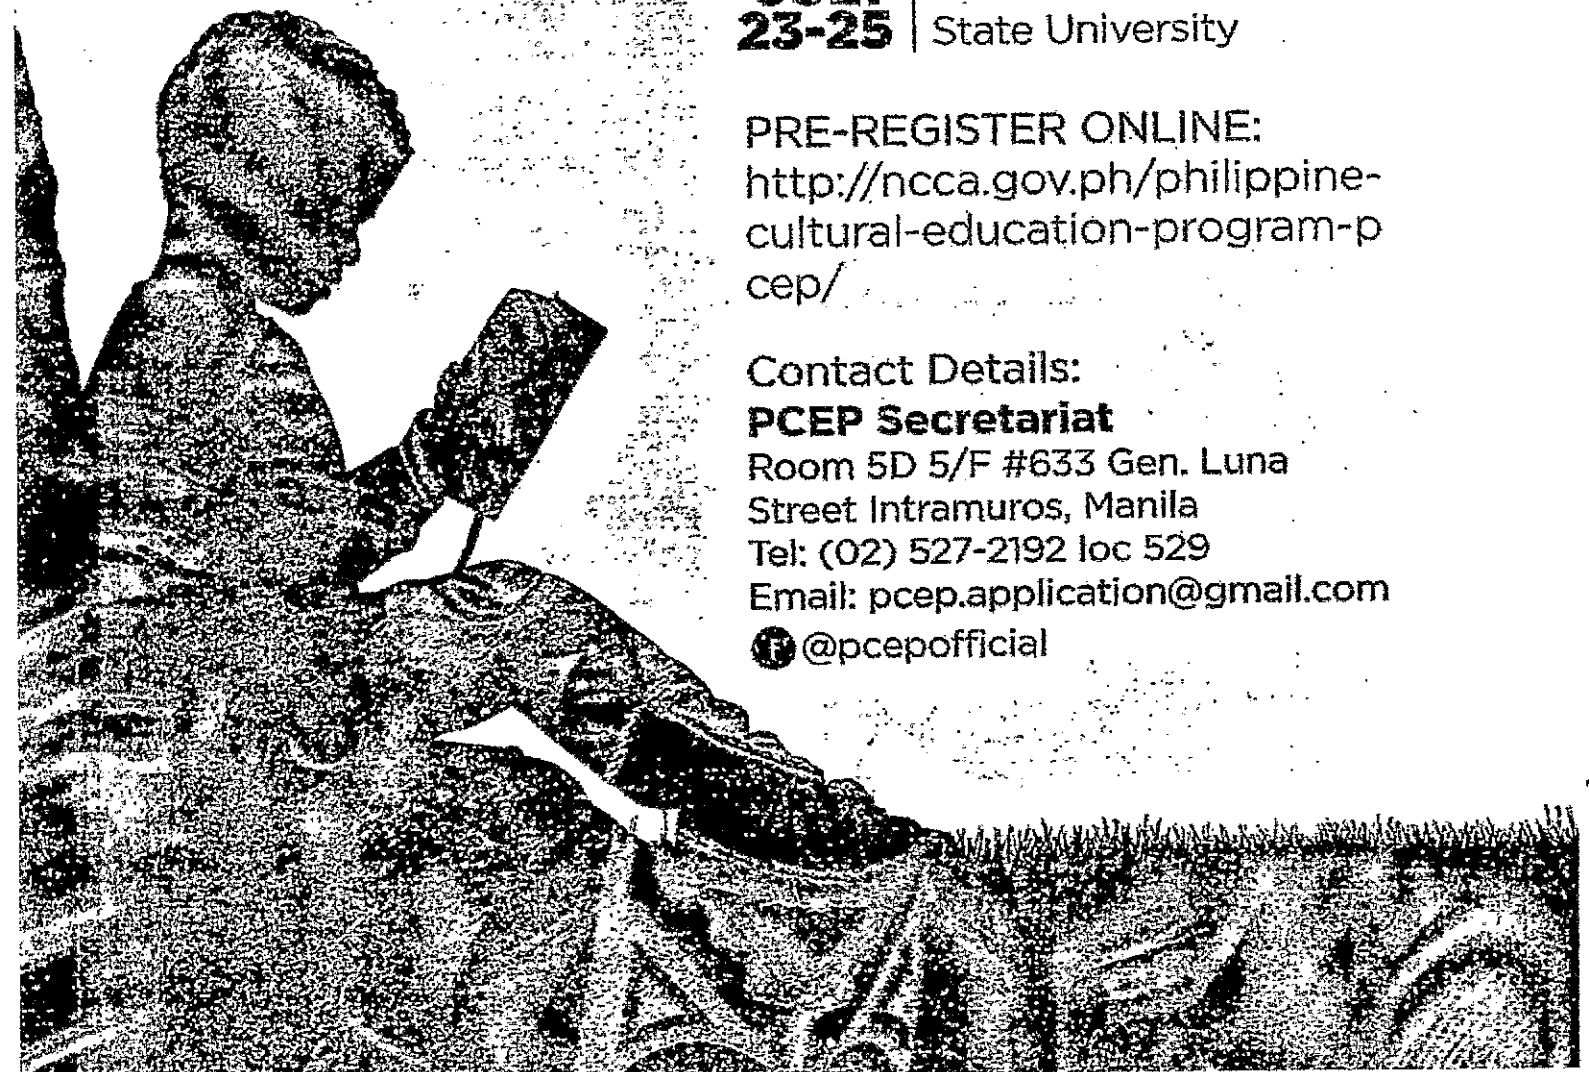 23-25 | State University
PRE-REGISTER ONLINE:
http://ncca.gov.ph/philippine-
cultural-education-program-p
cep/
Contact Details:
PCEP Secretariat
Room 5D 5/F #633 Gen. Luna
Street Intramuros, Manila
Tel: (02) 527-2192 loc 529
Email: pcep.application@gmail.com
@pcepofficial